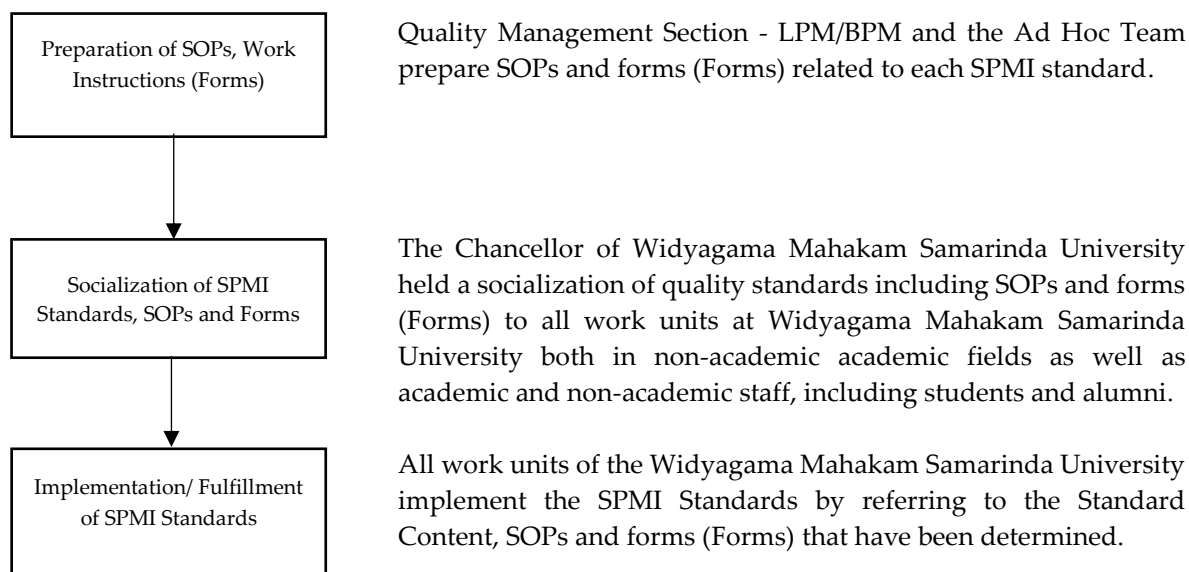 Preparation of SOPs, Work
Instructions (Forms)
Quality Management Section - LPM/BPM and the Ad Hoc Team
prepare SOPs and forms (Forms) related to each SPMI standard.
Socialization of SPMI
Standards, SOPs and Forms
The Chancellor of Widyagama Mahakam Samarinda University
held a socialization of quality standards including SOPs and forms
(Forms) to all work units at Widyagama Mahakam Samarinda
University both in non-academic academic fields as well as
academic and non-academic staff, including students and alumni.
Implementation/ Fulfillment
of SPMI Standards
All work units of the Widyagama Mahakam Samarinda University
implement the SPMI Standards by referring to the Standard
Content, SOPs and forms (Forms) that have been determined.